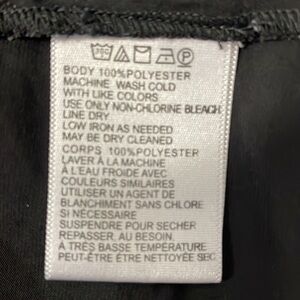 BODY 100%POLYESTER
MACHINE WASH COLD
WITH LIKE COLORS
USE ONLY NON-CHLORINE BLEACH
LINE DRY
LOW IRON AS NEEDED
MAY BE DRY CLEANED
CORPS 100%POLYESTER
LAVER À LA MACHINE
À L'EAU FROIDE AVEC
COULEURS SIMILAIRES
UTILISER UN AGENT DE
BLANCHIMENT SANS CHLORE
SI NÉCESSAIRE
SUSPENDRE POUR SÉCHER
REPASSER, AU BESOIN,
À TRÈS BASSE TEMPÉRATURE
PEUT-ÊTRE ÊTRE NETTOYÉE SEC